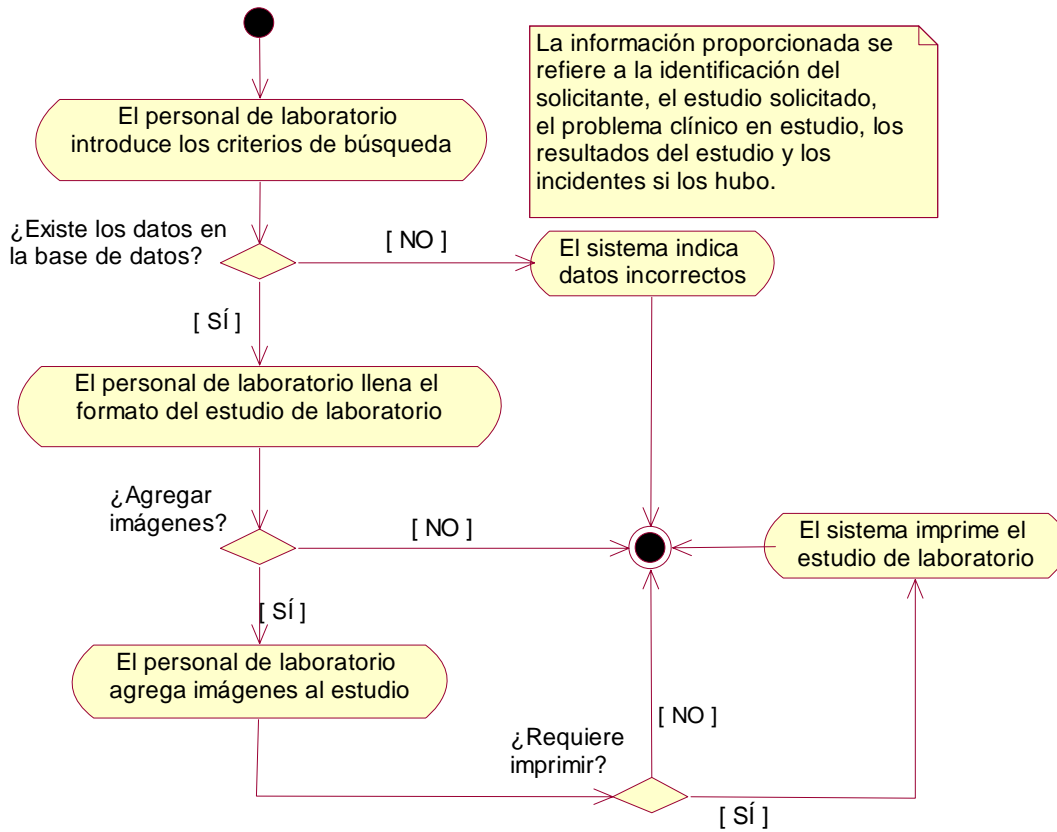 El personal de laboratorio
introduce los criterios de búsqueda
La información proporcionada se
refiere a la identificación del
solicitante, el estudio solicitado,
el problema clínico en estudio, los
resultados del estudio y los
incidentes si los hubo.
¿Existe los datos en
la base de datos?
[ NO ]
El sistema indica
datos incorrectos
[ SÍ ]
El personal de laboratorio llena el
formato del estudio de laboratorio
¿Agregar
imágenes?
[ NO ]
El sistema imprime el
estudio de laboratorio
[ SÍ ]
El personal de laboratorio
agrega imágenes al estudio
¿Requiere
imprimir?
[ NO ]
[ SÍ ]